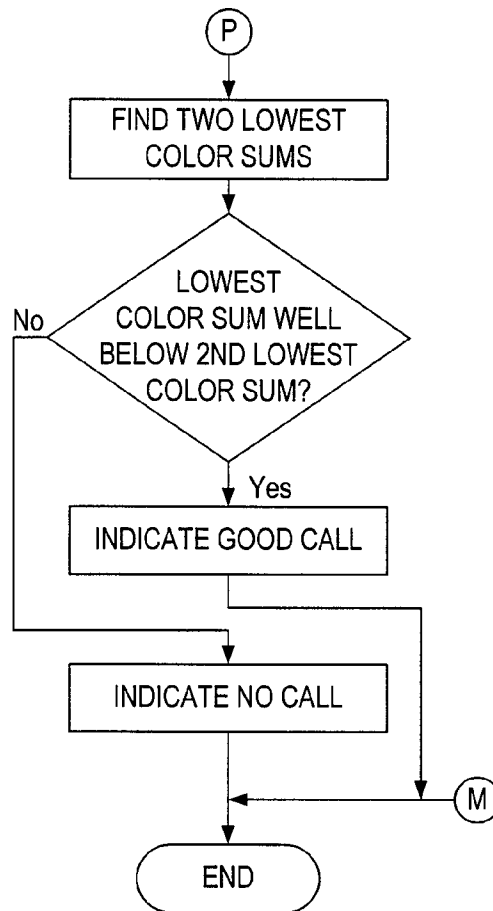 P
FIND TWO LOWEST
COLOR SUMS
LOWEST
COLOR SUM WELL
BELOW 2ND LOWEST
COLOR SUM?
No
Yes
INDICATE GOOD CALL
INDICATE NO CALL
M
END